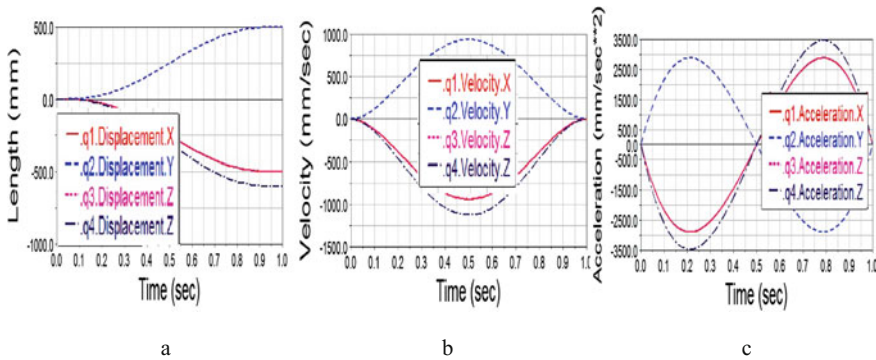 Length (mm)
500.0
0.0
-500.0
-1000.0
.q1.Displacement.X
.q2.Displacement.Y
.q3.Displacement.Z
.q4.Displacement.Z
0.0 0.1 0.2 0.3 0.4 0.5 0.6 0.7 0.8 0.9 1.0
Time (sec)
a
Velocity (mm/sec)
1000.0
500.0
0.0
-500.0
-1000.0
-1500.0
.q1.Velocity.X
.q2.Velocity.Y
.q3.Velocity.Z
.q4.Velocity.Z
0.0 0.1 0.2 0.3 0.4 0.5 0.6 0.7 0.8 0.9 1.0
Time (sec)
b
Acceleration (mm/sec**2)
3500.0
2500.0
1500.0
500.0
0.0
-500.0
-1500.0
-2500.0
-3500.0
.q1.Acceleration.X
.q2.Acceleration.Y
.q3.Acceleration.Z
.q4.Acceleration.Z
0.0 0.1 0.2 0.3 0.4 0.5 0.6 0.7 0.8 0.9 1.0
Time (sec)
c